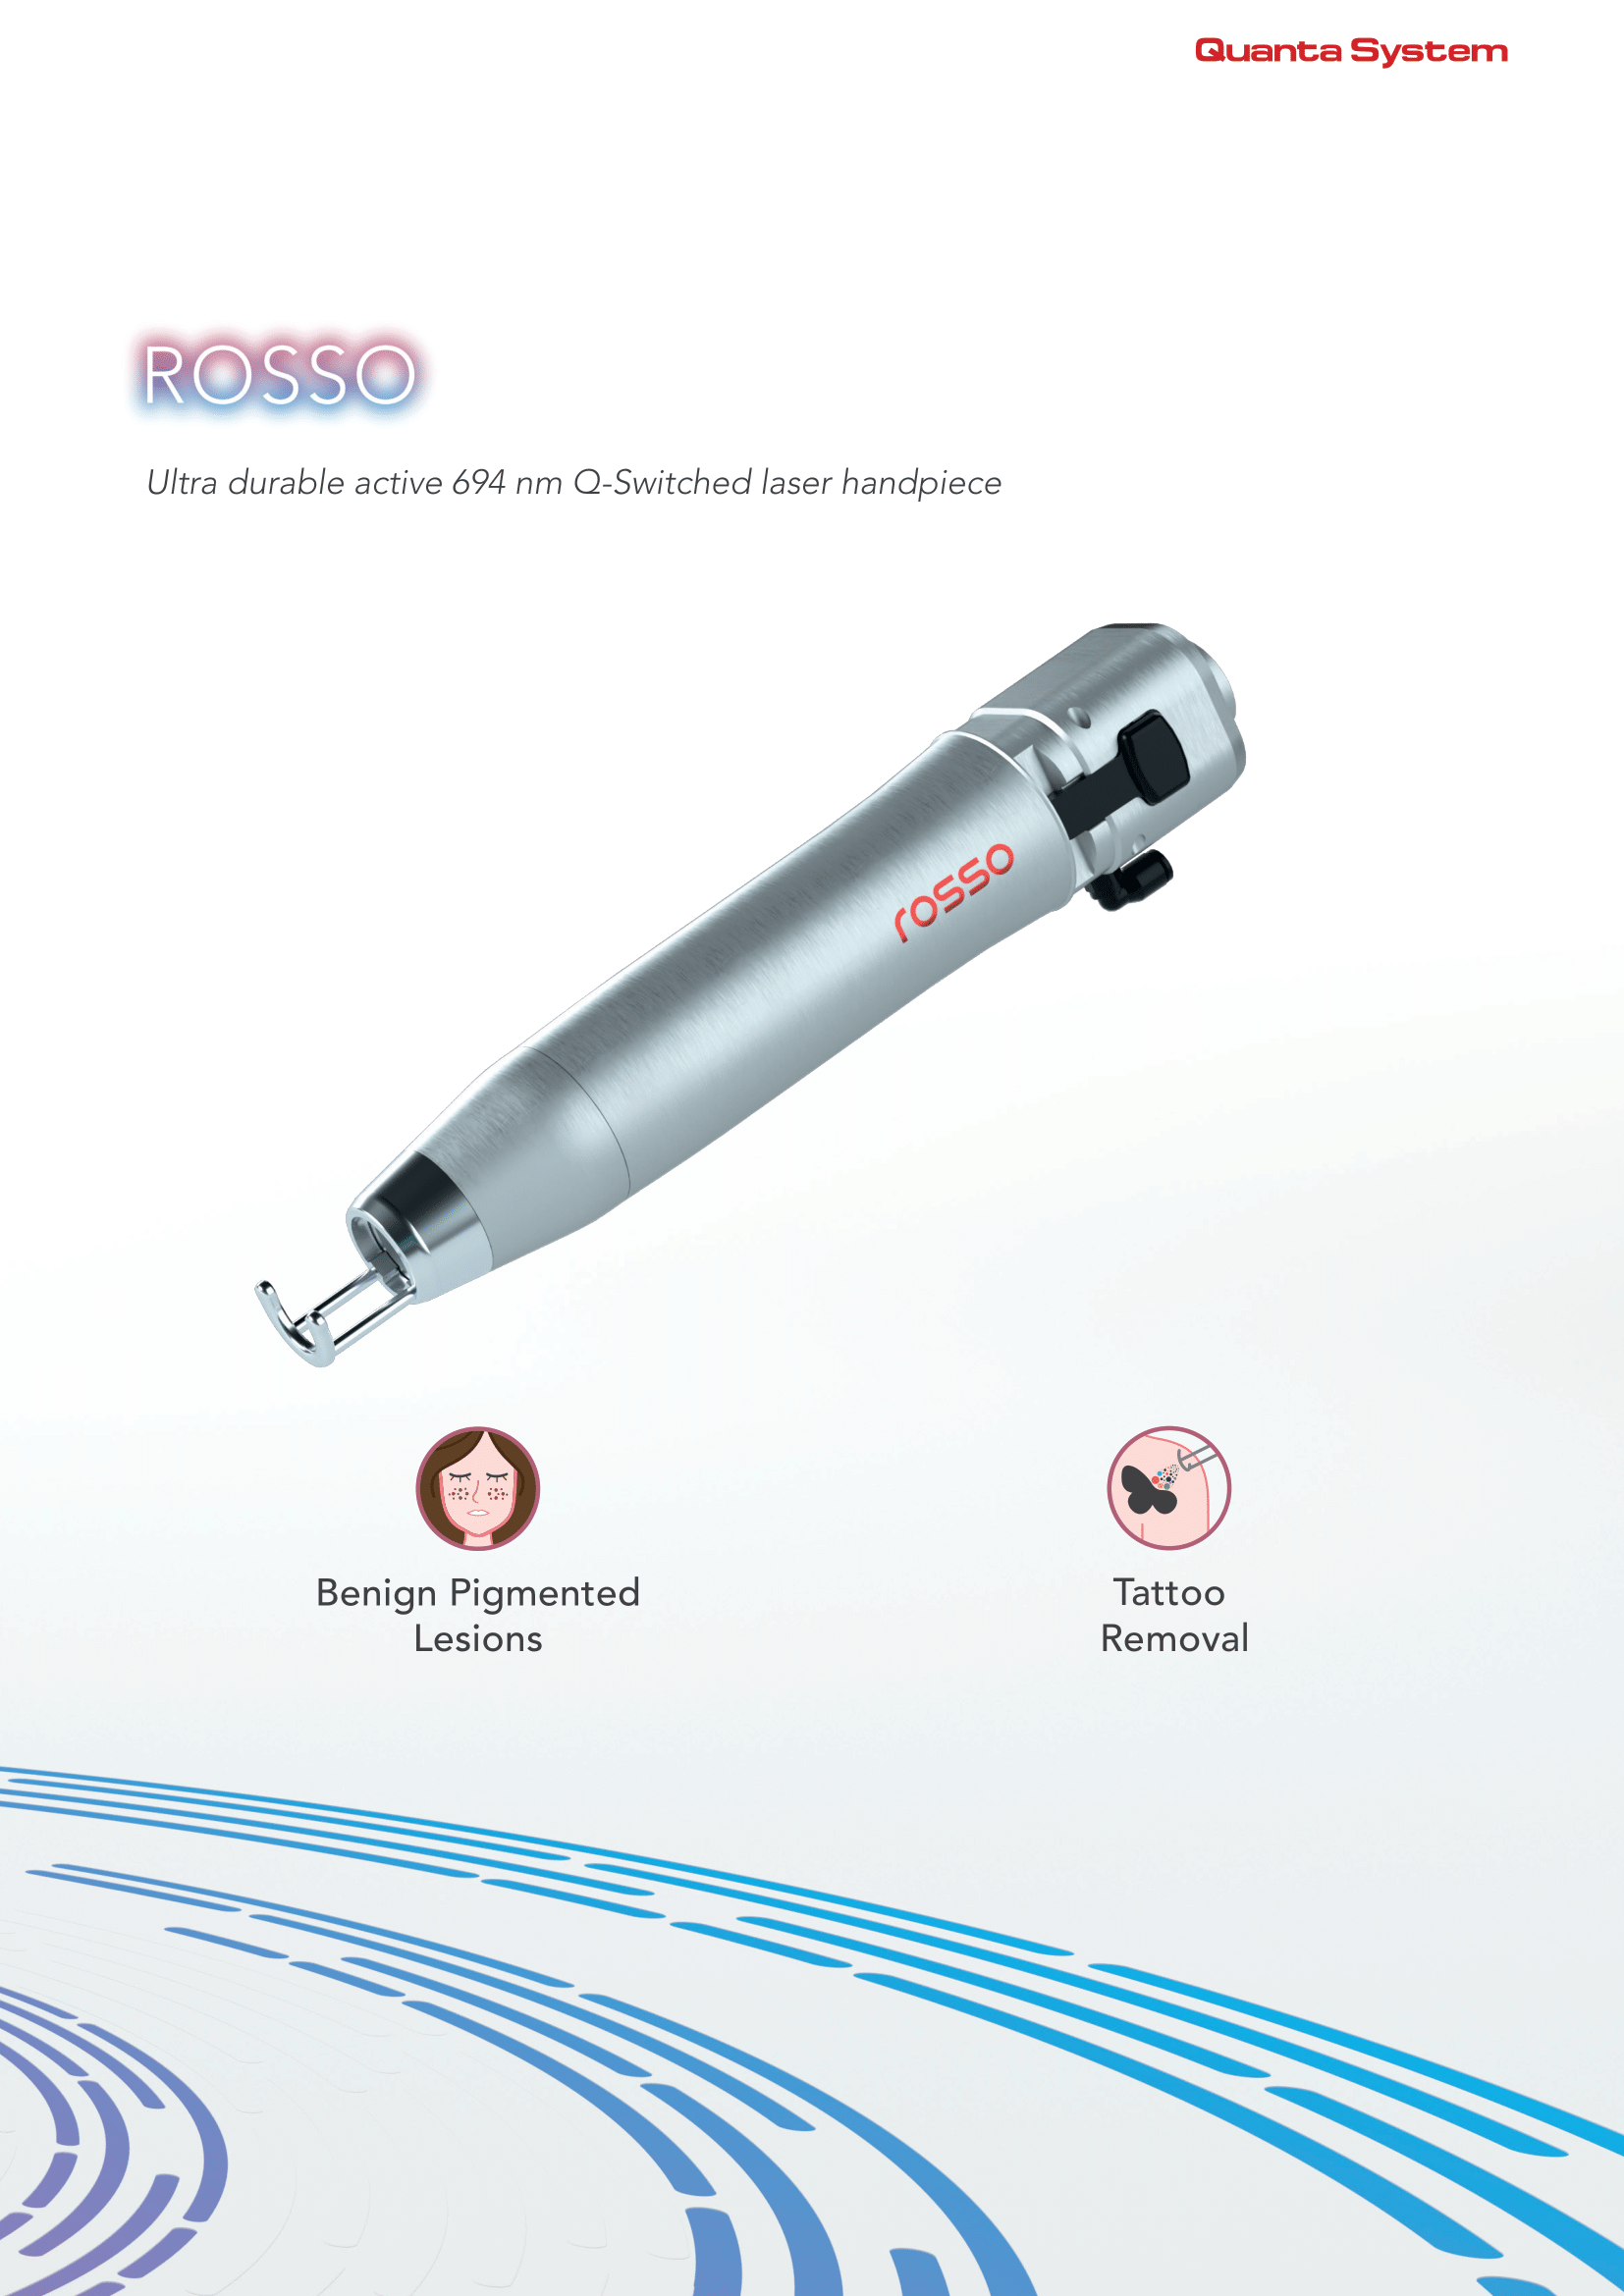 Quanta System
ROSSO
Ultra durable active 694 nm Q-Switched laser handpiece
rosso
Benign Pigmented
Lesions
Tattoo
Removal